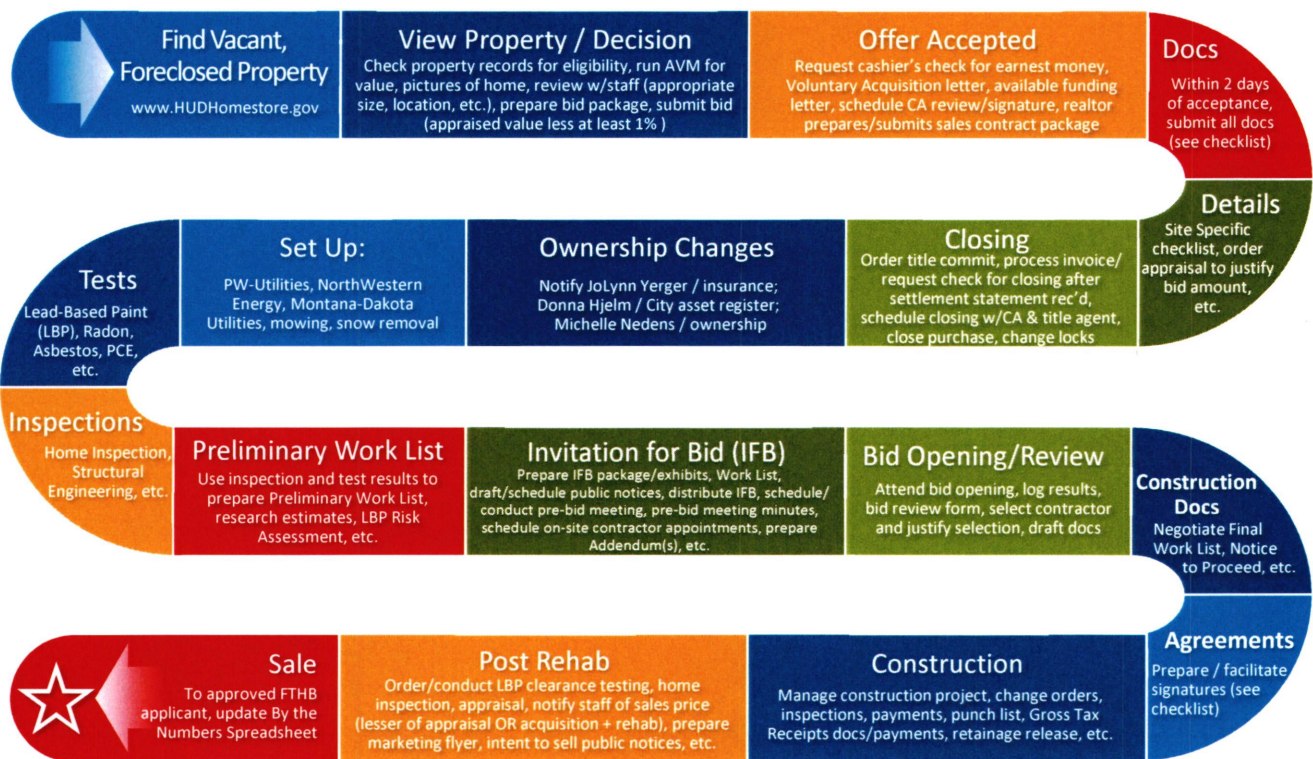 Find Vacant,
Foreclosed Property
www.HUDHomestore.gov
View Property / Decision
Check property records for eligibility, run AVM for
value, pictures of home, review w/staff (appropriate
size, location, etc.), prepare bid package, submit bid
(appraised value less at least 1% )
Offer Accepted
Request cashier's check for earnest money,
Voluntary Acquisition letter, available funding
letter, schedule CA review/signature, realtor
prepares/submits sales contract package
Docs
Within 2 days
of acceptance,
submit all docs
(see checklist)
Details
Site Specific
checklist, order
appraisal to justify
bid amount,
etc.
Closing
Order title commit, process invoice/
request check for closing after
settlement statement rec'd,
schedule closing w/CA & title agent,
close purchase, change locks
Ownership Changes
Notify JoLynn Yerger / insurance;
Donna Hjelm / City asset register;
Michelle Nedens / ownership
Set Up:
PW-Utilities, NorthWestern
Energy, Montana-Dakota
Utilities, mowing, snow removal
Tests
Lead-Based Paint
(LBP), Radon,
Asbestos, PCE,
etc.
Inspections
Home Inspection,
Structural
Engineering, etc.
Preliminary Work List
Use inspection and test results to
prepare Preliminary Work List,
research estimates, LBP Risk
Assessment, etc.
Invitation for Bid (IFB)
Prepare IFB package/exhibits, Work List,
draft/schedule public notices, distribute IFB, schedule/
conduct pre-bid meeting, pre-bid meeting minutes,
schedule on-site contractor appointments, prepare
Addendum(s), etc.
Bid Opening/Review
Attend bid opening, log results,
bid review form, select contractor
and justify selection, draft docs
Construction
Docs
Negotiate Final
Work List, Notice
to Proceed, etc.
Agreements
Prepare / facilitate
signatures (see
checklist)
Construction
Manage construction project, change orders,
inspections, payments, punch list, Gross Tax
Receipts docs/payments, retainage release, etc.
Post Rehab
Order/conduct LBP clearance testing, home
inspection, appraisal, notify staff of sales price
(lesser of appraisal OR acquisition + rehab), prepare
marketing flyer, intent to sell public notices, etc.
Sale
To approved FTHB
applicant, update By the
Numbers Spreadsheet